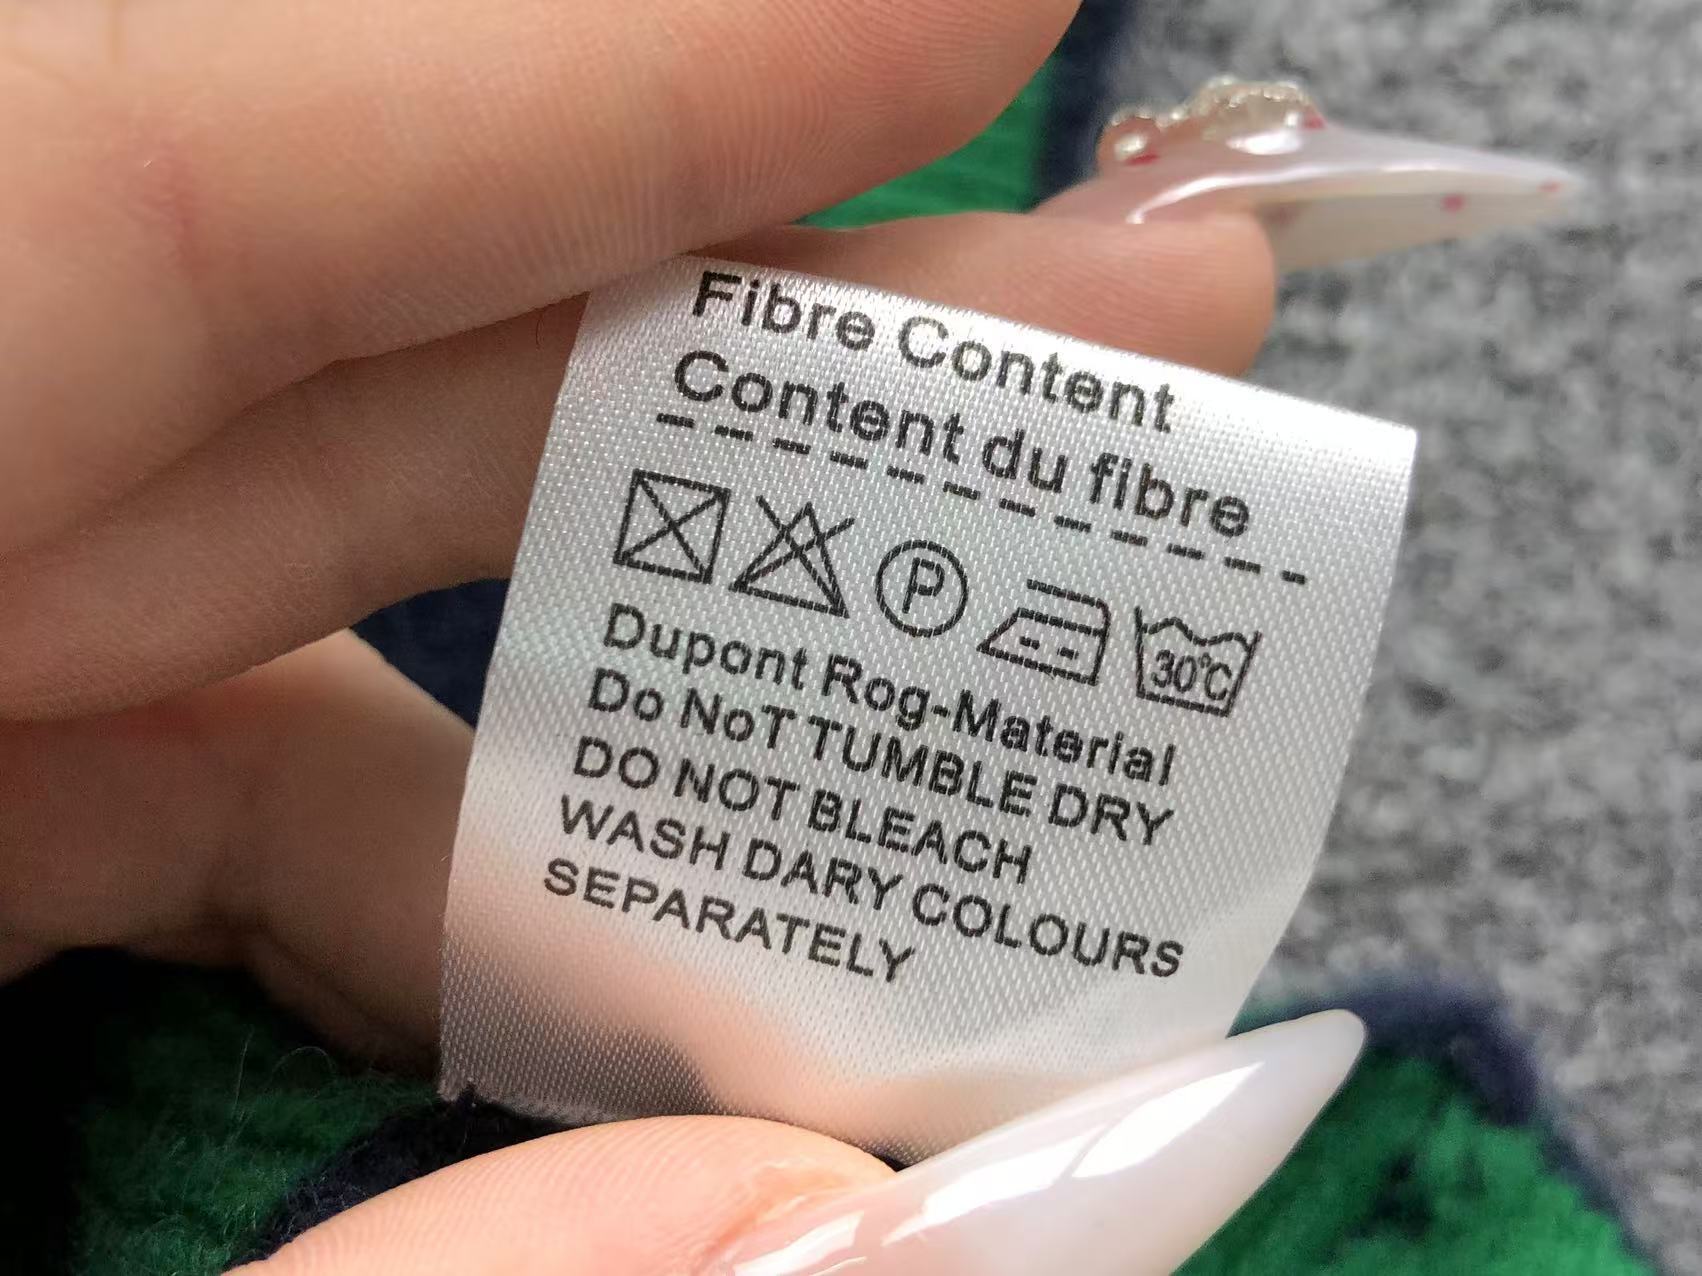 Fibre Content
Content du fibre
P
30°C
Dupont Rog-Material
Do NoT TUMBLE DRY
DO NOT BLEACH
WASH DARY COLOURS
SEPARATELY